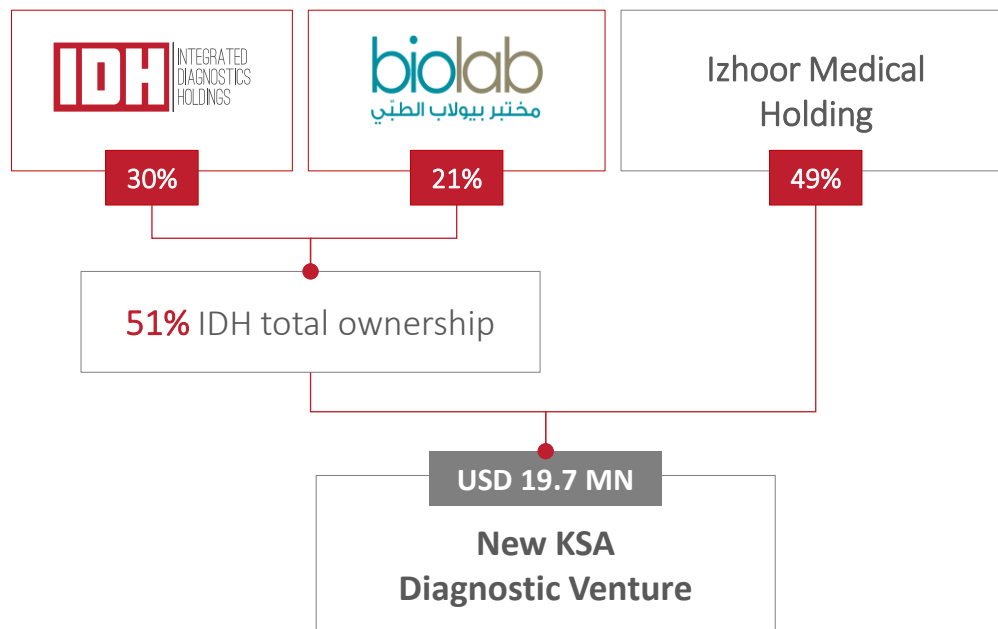 IDH
INTEGRATED
DIAGNOSTICS
HOLDINGS
biolab
مختبر بيولاب الطبّي
Izhoor Medical
Holding
30%
21%
49%
51% IDH total ownership
USD 19.7 MN
New KSA
Diagnostic Venture